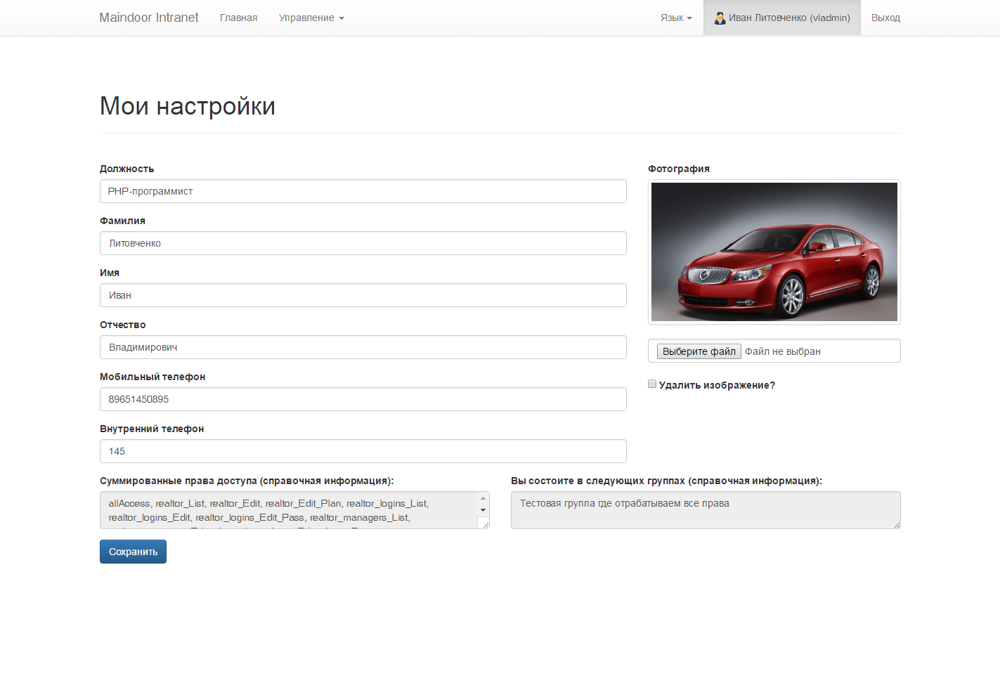 Maindoor Intranet Главная Управление Язык Иван Литовченко (vladmin) Выход
Мои настройки
Должность
PHP-программист
Фамилия
Литовченко
Имя
Иван
Отчество
Владимирович
Мобильный телефон
Внутренний телефон
145
Фотография
Выберите файл Файл не выбран
Удалить изображение?
Суммированные права доступа (справочная информация):
allAccess, realtor_List, realtor_Edit, realtor_Edit_Plan, realtor_logins_List,
realtor_logins_Edit, realtor_logins_Edit_Pass, realtor_managers_List,
Вы состоите в следующих группах (справочная информация):
Тестовая группа где отрабатываем все права
Сохранить